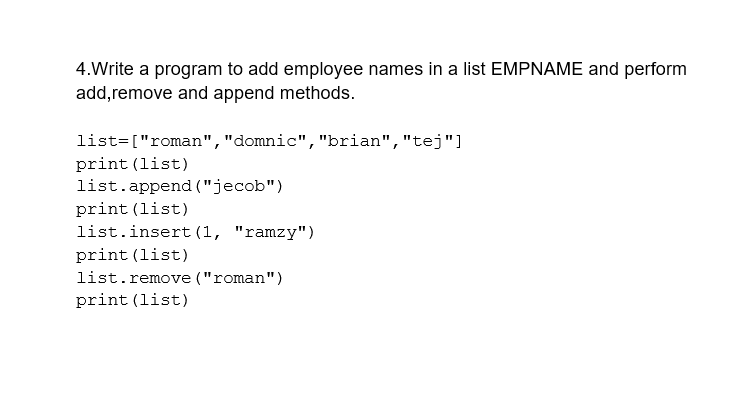 4.Write a program to add employee names in a list EMPNAME and perform
add,remove and append methods.
list=["roman","domnic","brian","tej"]
print(list)
list.append("jecob")
print(list)
list.insert(1, "ramzy")
print(list)
list.remove("roman")
print(list)